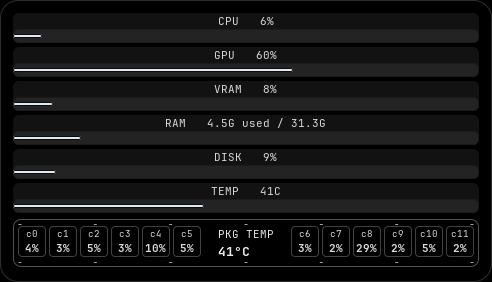 CPU 6%
GPU 60%
VRAM 8%
RAM 4.5G used / 31.3G
DISK 9%
TEMP 41C
c0 c1 c2 c3 c4 c5 PKG TEMP c6 c7 c8 c9 c10 c11
4% 3% 5% 3% 10% 5% 41°C 3% 2% 29% 2% 5% 2%